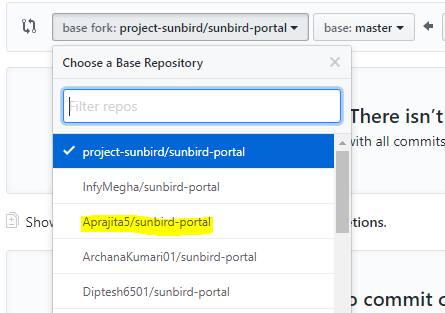 base fork: project-sunbird/sunbird-portal base: master
Choose a Base Repository
Filter repos
There isn't
project-sunbird/sunbird-portal
with all commits
InfyMegha/sunbird-portal
Aprajita5/sunbird-portal
Show
etions.
ArchanaKumari01/sunbird-portal
Diptesh6501/sunbird-portal
o commit